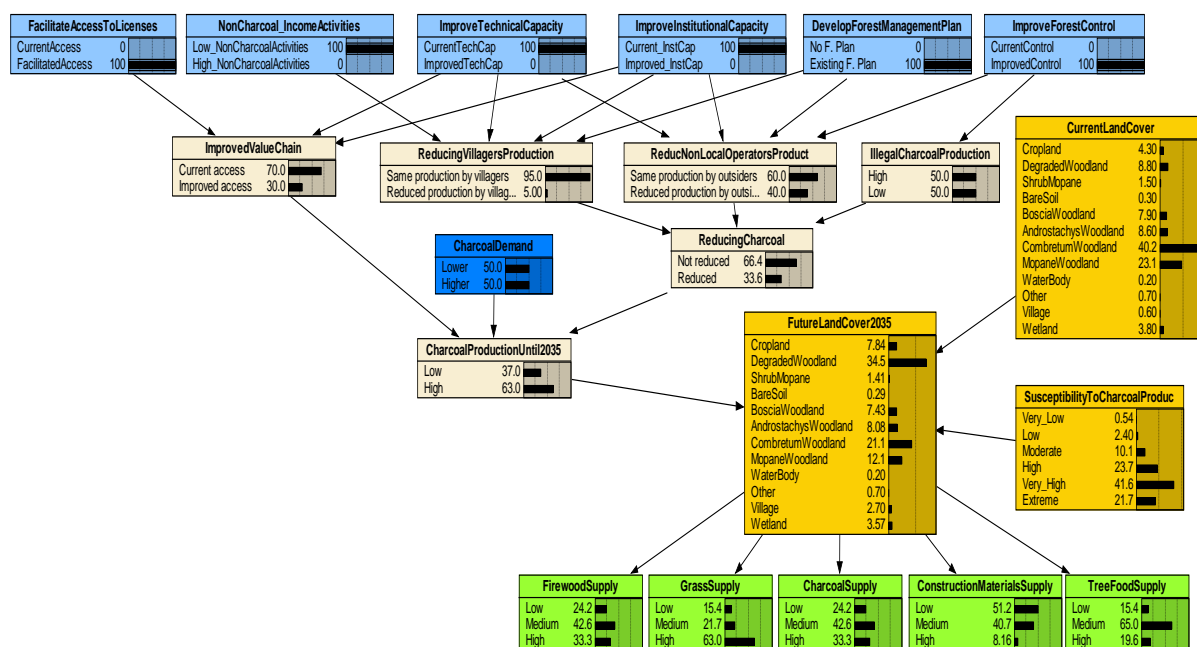 FacilitateAccessToLicenses
CurrentAccess 0
FacilitatedAccess 100
NonCharcoal_IncomeActivities
Low_NonCharcoalActivities 100
High_NonCharcoalActivities 0
ImproveTechnicalCapacity
CurrentTechCap 100
ImprovedTechCap 0
ImproveInstitutionalCapacity
Current_InstCap 100
Improved_InstCap 0
DevelopForestManagementPlan
No F. Plan 0
Existing F. Plan 100
ImproveForestControl
CurrentControl 0
ImprovedControl 100
ImprovedValueChain
Current access 70.0
Improved access 30.0
ReducingVillagersProduction
Same production by villagers 95.0
Reduced production by villag... 5.00
ReducNonLocalOperatorsProduct
Same production by outsiders 60.0
Reduced production by outsi... 40.0
IllegalCharcoalProduction
High 50.0
Low 50.0
CurrentLandCover
Cropland 4.30
DegradedWoodland 8.80
ShrubMopane 1.50
BareSoil 0.30
BosciaWoodland 7.90
AndrostachysWoodland 8.60
CombretumWoodland 40.2
MopaneWoodland 23.1
WaterBody 0.20
Other 0.70
Village 0.60
Wetland 3.80
CharcoalDemand
Lower 50.0
Higher 50.0
ReducingCharcoal
Not reduced 66.4
Reduced 33.6
CharcoalProductionUntil2035
Low 37.0
High 63.0
FutureLandCover2035
Cropland 7.84
DegradedWoodland 34.5
ShrubMopane 1.41
BareSoil 0.29
BosciaWoodland 7.43
AndrostachysWoodland 8.08
CombretumWoodland 21.1
MopaneWoodland 12.1
WaterBody 0.20
Other 0.70
Village 2.70
Wetland 3.57
SusceptibilityToCharcoalProduc
Very_Low 0.54
Low 2.40
Moderate 10.1
High 23.7
Very_High 41.6
Extreme 21.7
FirewoodSupply
Low 24.2
Medium 42.6
High 33.3
GrassSupply
Low 15.4
Medium 21.7
High 63.0
CharcoalSupply
Low 24.2
Medium 42.6
High 33.3
ConstructionMaterialsSupply
Low 51.2
Medium 40.7
High 8.16
TreeFoodSupply
Low 15.4
Medium 65.0
High 19.6